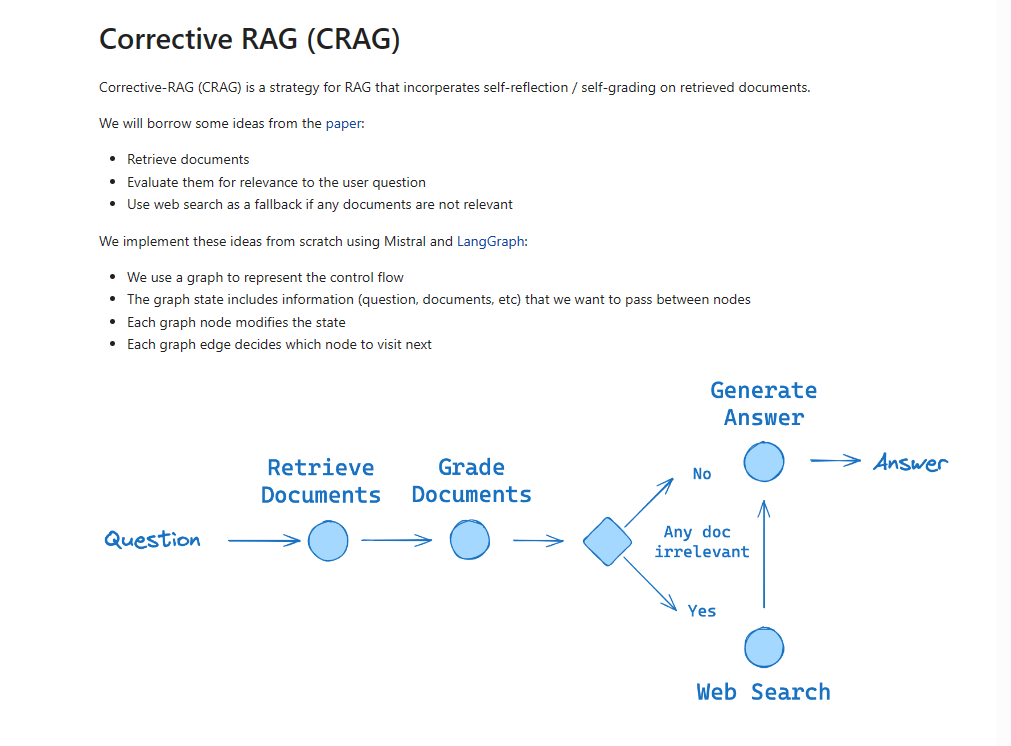 Corrective RAG (CRAG)
Corrective-RAG (CRAG) is a strategy for RAG that incorperates self-reflection / self-grading on retrieved documents.
We will borrow some ideas from the paper:
• Retrieve documents
• Evaluate them for relevance to the user question
• Use web search as a fallback if any documents are not relevant
We implement these ideas from scratch using Mistral and LangGraph:
• We use a graph to represent the control flow
• The graph state includes information (question, documents, etc) that we want to pass between nodes
• Each graph node modifies the state
• Each graph edge decides which node to visit next
Question
Retrieve
Documents
Grade
Documents
No
Any doc
irrelevant
Yes
Generate
Answer
Answer
Web Search